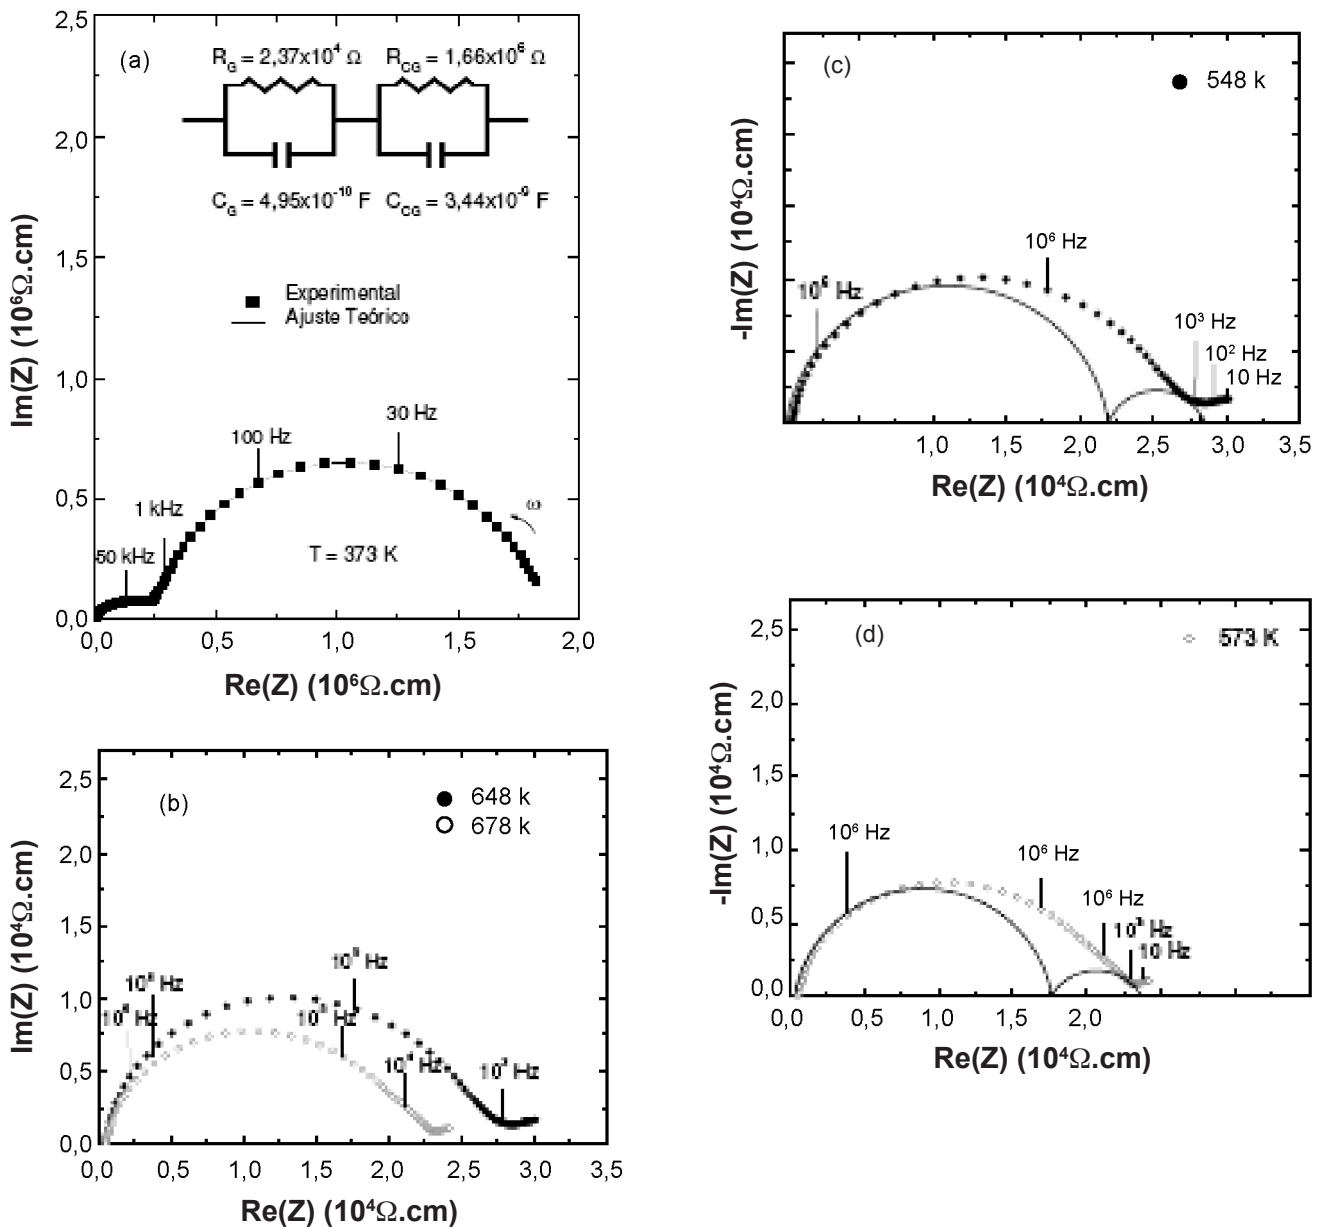 (a)
R_G = 2,37x10^4 Ω
R_CG = 1,66x10^6 Ω
C_G = 4,95x10^-10 F
C_CG = 3,44x10^-9 F
Experimental
Ajuste Teórico
50 kHz
1 kHz
100 Hz
30 Hz
ω
T = 373 K
2,5
2,0
1,5
1,0
0,5
0,0
0,0 0,5 1,0 1,5 2,0
Im(Z) (10^6Ω.cm)
Re(Z) (10^6Ω.cm)
(b)
648 k
678 k
10^3 Hz
2,5
2,0
1,5
1,0
0,5
0,0
0,0 0,5 1,0 1,5 2,0 2,5 3,0 3,5
Im(Z) (10^4Ω.cm)
Re(Z) (10^4Ω.cm)
(c)
548 k
10^6 Hz
10^3 Hz
10^2 Hz
10 Hz
1,0 1,5 2,0 2,5 3,0 3,5
-Im(Z) (10^4Ω.cm)
Re(Z) (10^4Ω.cm)
(d)
573 K
10^6 Hz
10^6 Hz
10^6 Hz
10^3 Hz
10 Hz
2,5
2,0
1,5
1,0
0,5
0,0
0,0 0,5 1,0 1,5 2,0
-Im(Z) (10^4Ω.cm)
Re(Z) (10^4Ω.cm)